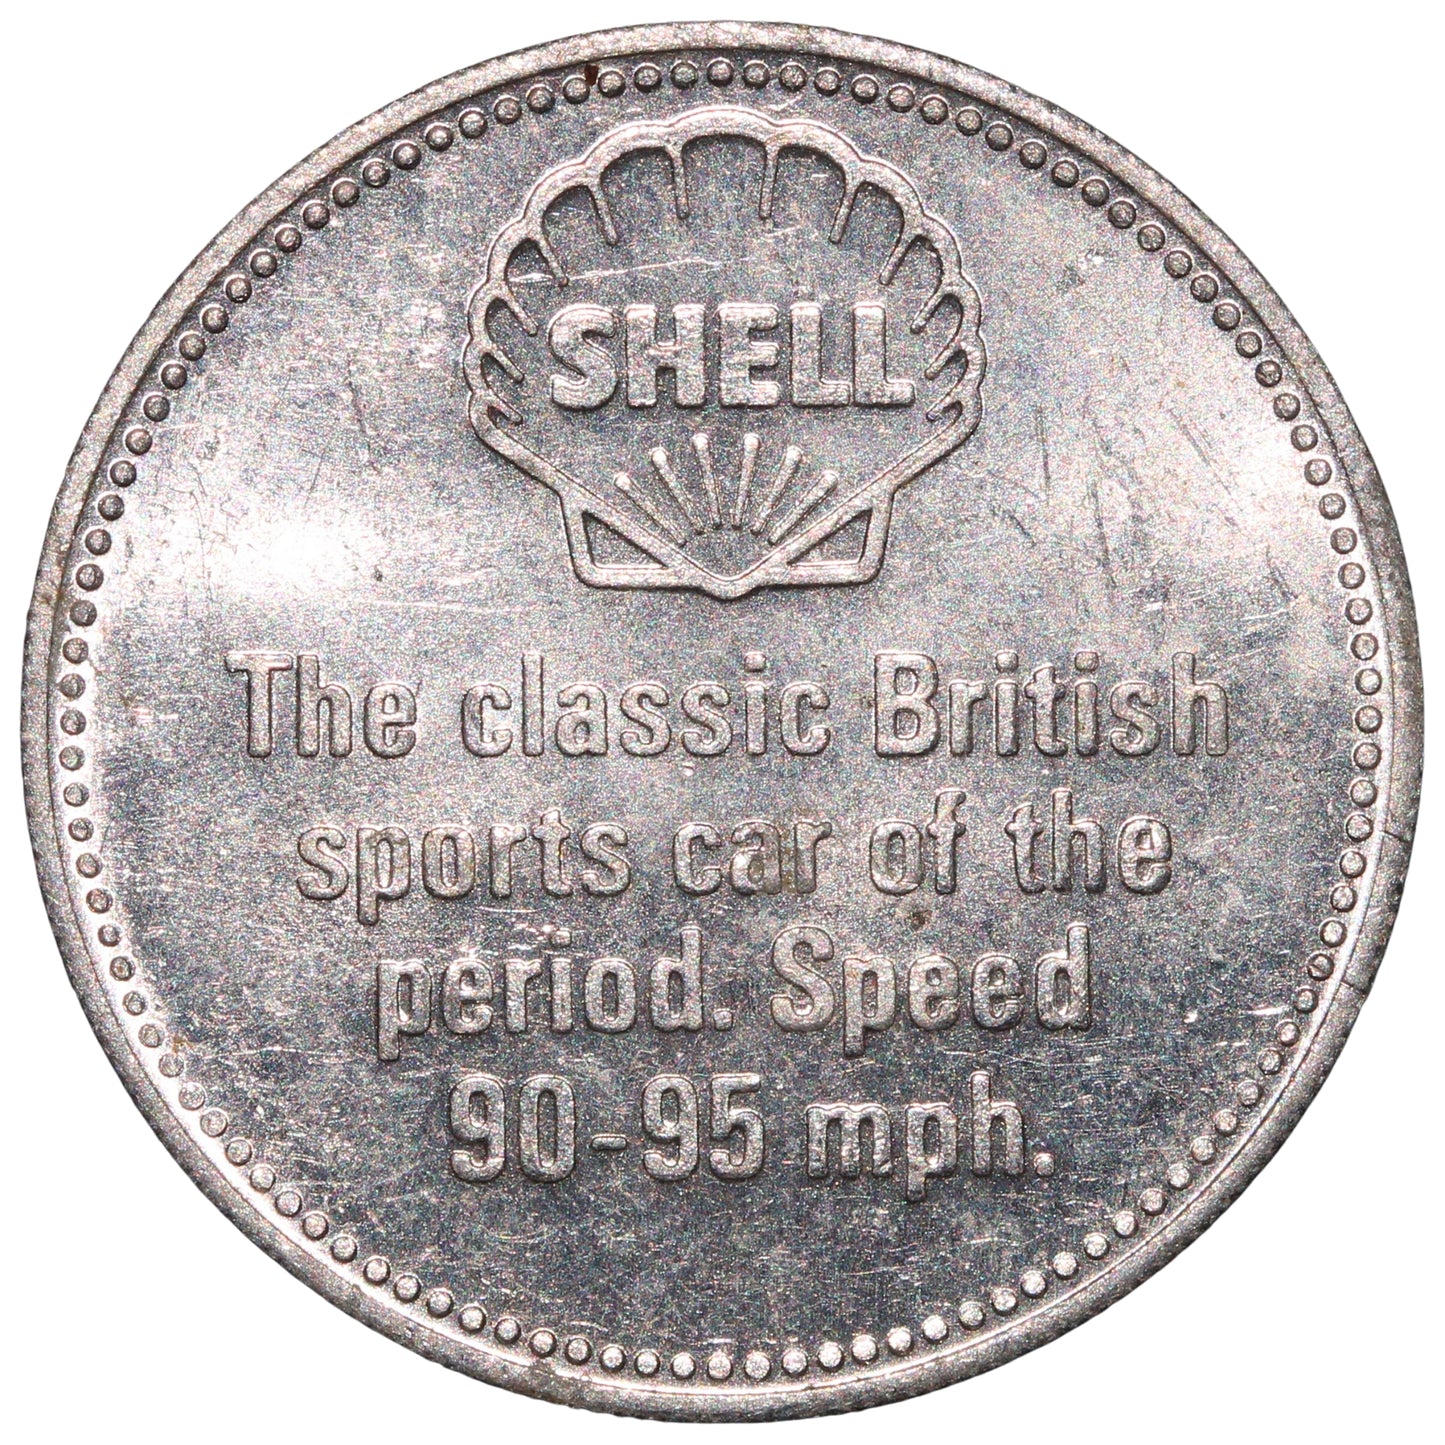 SHELL
The classic British
sports car of the
period. Speed
90-95 mph.